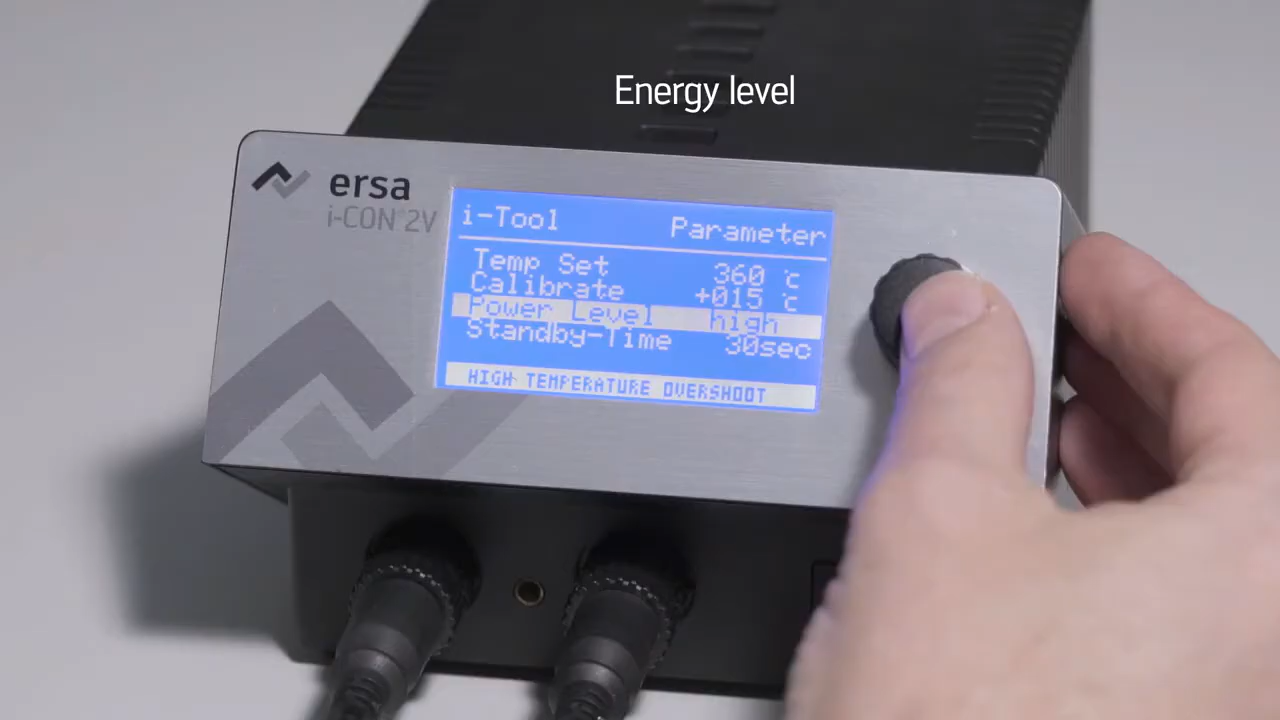 Energy level
ersa
i-CON®2V
i-Tool Parameter
Temp Set 360 °c
Calibrate +015 °c
Power Level high
Standby-Time 30sec
HIGH TEMPERATURE OVERSHOOT